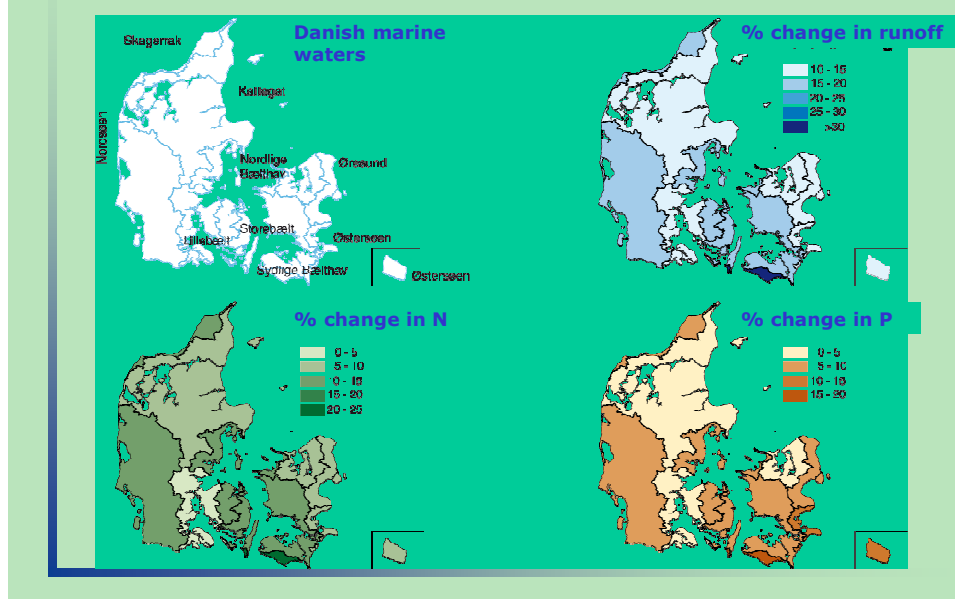 Danish marine
waters
Skagerrak
Kattegat
Nordsøen
Nordlige
Bælthav
Øresund
Storebælt
Lillebælt
Østersøen
Sydlige Bælthav
Østersøen
% change in runoff
10 - 15
15 - 20
20 - 25
25 - 30
>30
% change in N
0 - 5
5 - 10
10 - 15
15 - 20
20 - 25
% change in P
0 - 5
5 - 10
10 - 15
15 - 20